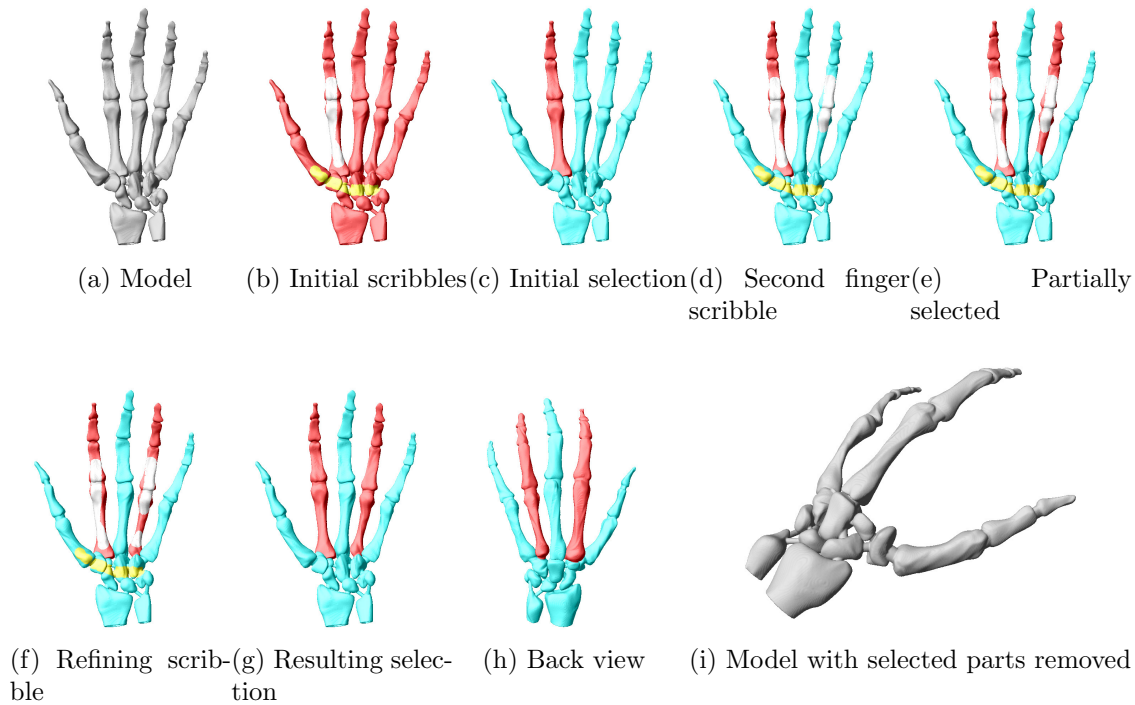 (a) Model
(b) Initial scribbles
(c) Initial selection
(d) Second finger
scribble
(e) Partially
selected
(f) Refining scrib-
ble
(g) Resulting selec-
tion
(h) Back view
(i) Model with selected parts removed